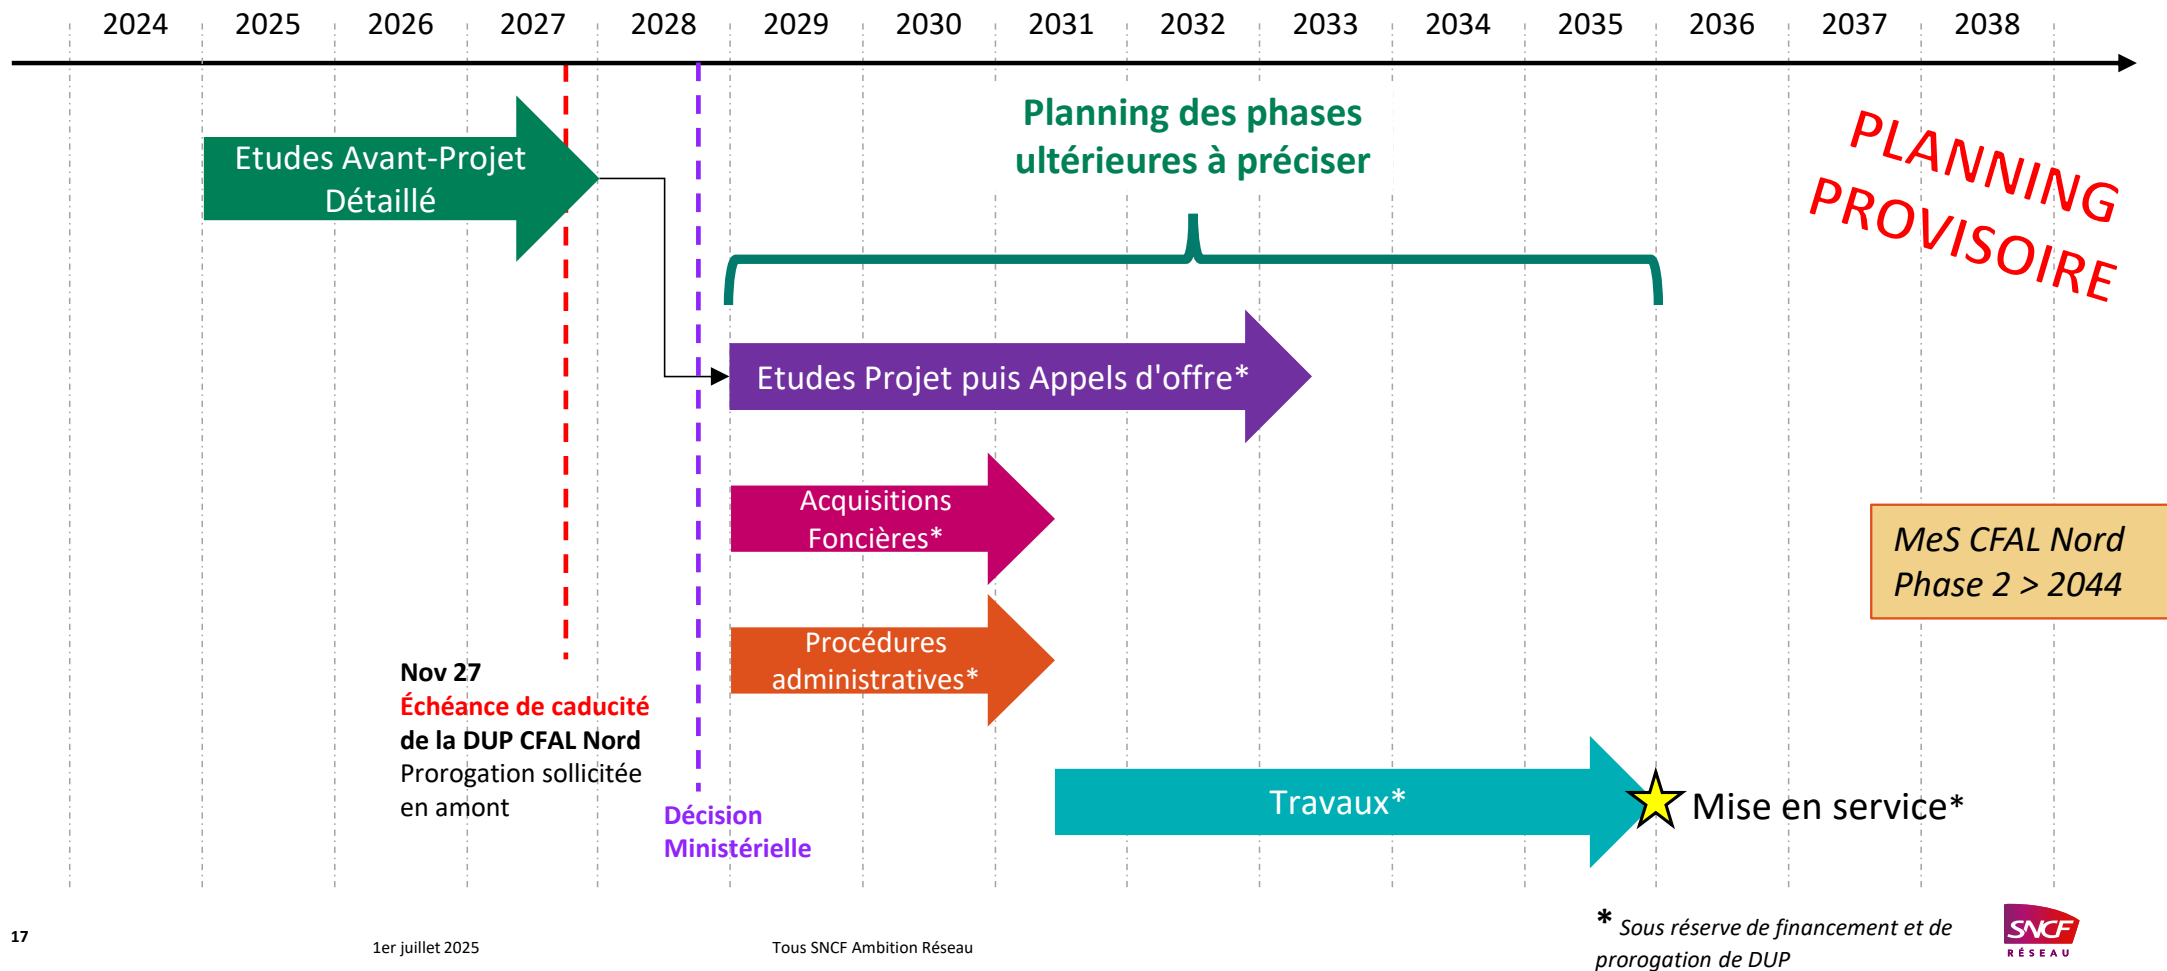 2024 2025 2026 2027 2028 2029 2030 2031 2032 2033 2034 2035 2036 2037 2038
Planning des phases
ultérieures à préciser
PLANNING
PROVISOIRE
Etudes Avant-Projet
Détaillé
Etudes Projet puis Appels d'offre*
Acquisitions
Foncières*
MeS CFAL Nord
Phase 2 > 2044
Procédures
administratives*
Nov 27
Échéance de caducité
de la DUP CFAL Nord
Prorogation sollicitée
en amont
Travaux*
Mise en service*
Décision
Ministérielle
* Sous réserve de financement et de
prorogation de DUP
17
1er juillet 2025
Tous SNCF Ambition Réseau
SNCF
RÉSEAU